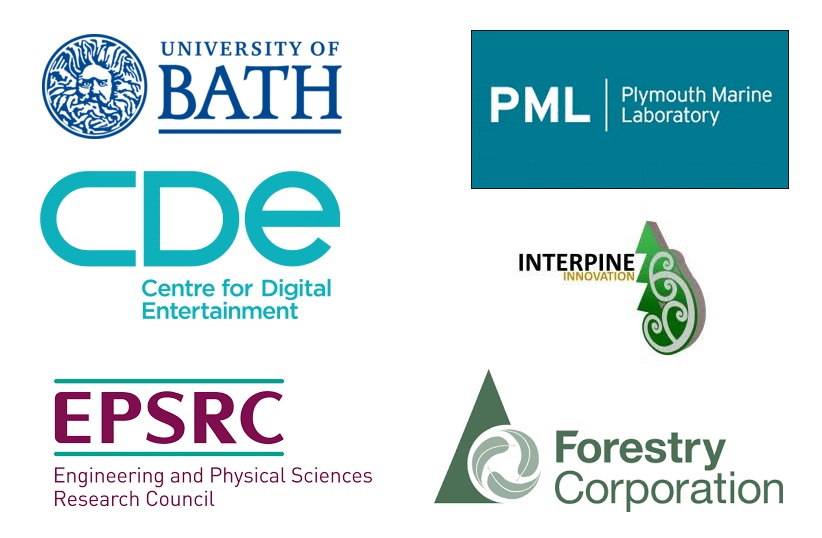 UNIVERSITY OF
BATH
CDe
Centre for Digital
Entertainment
EPSRC
Engineering and Physical Sciences
Research Council
PML
Plymouth Marine
Laboratory
INTERPINE
INNOVATION
Forestry
Corporation